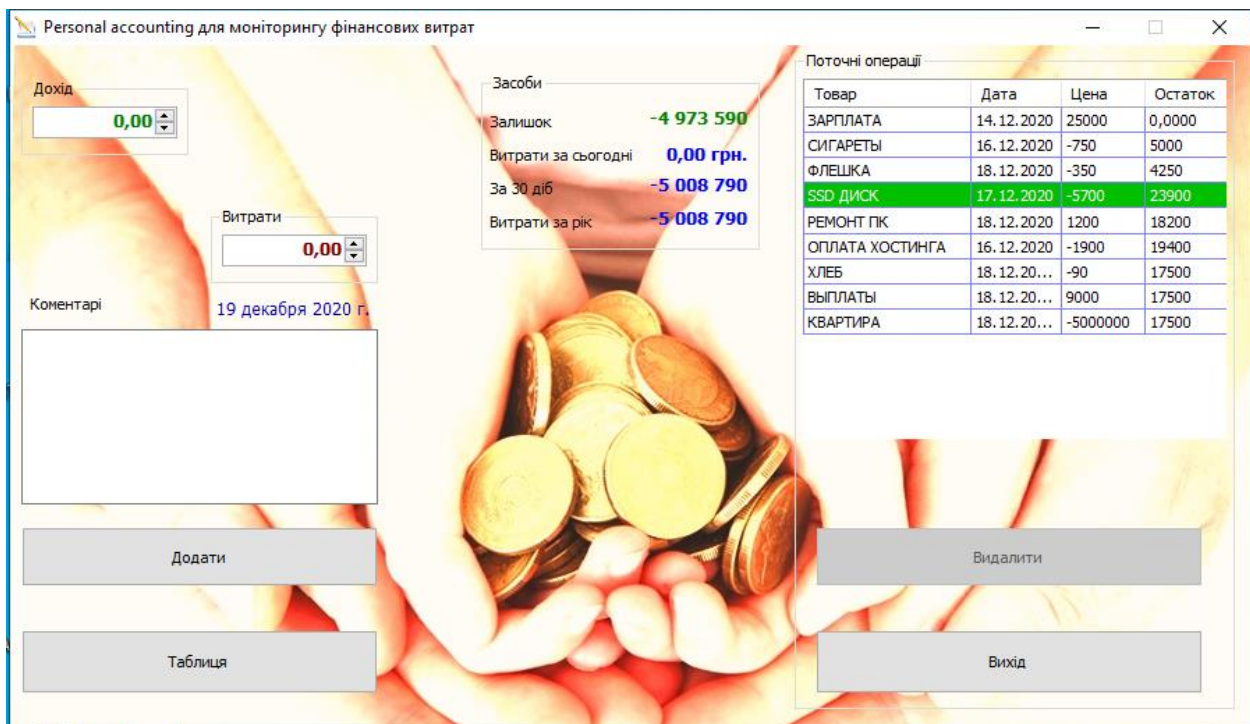 Personal accounting для моніторингу фінансових витрат
Дохід
0,00
Витрати
0,00
Коментарі
19 декабря 2020 г.
Додати
Таблиця
Засоби
Залишок -4 973 590
Витрати за сьогодні 0,00 грн.
За 30 діб -5 008 790
Витрати за рік -5 008 790
Поточні операції
Товар Дата Цена Остаток
ЗАРПЛАТА 14.12.2020 25000 0,0000
СИГАРЕТЫ 16.12.2020 -750 5000
ФЛЕШКА 18.12.2020 -350 4250
SSD ДИСК 17.12.2020 -5700 23900
РЕМОНТ ПК 18.12.2020 1200 18200
ОПЛАТА ХОСТИНГА 16.12.2020 -1900 19400
ХЛЕБ 18.12.20... -90 17500
ВЫПЛАТЫ 18.12.20... 9000 17500
КВАРТИРА 18.12.20... -5000000 17500
Видалити
Вихід